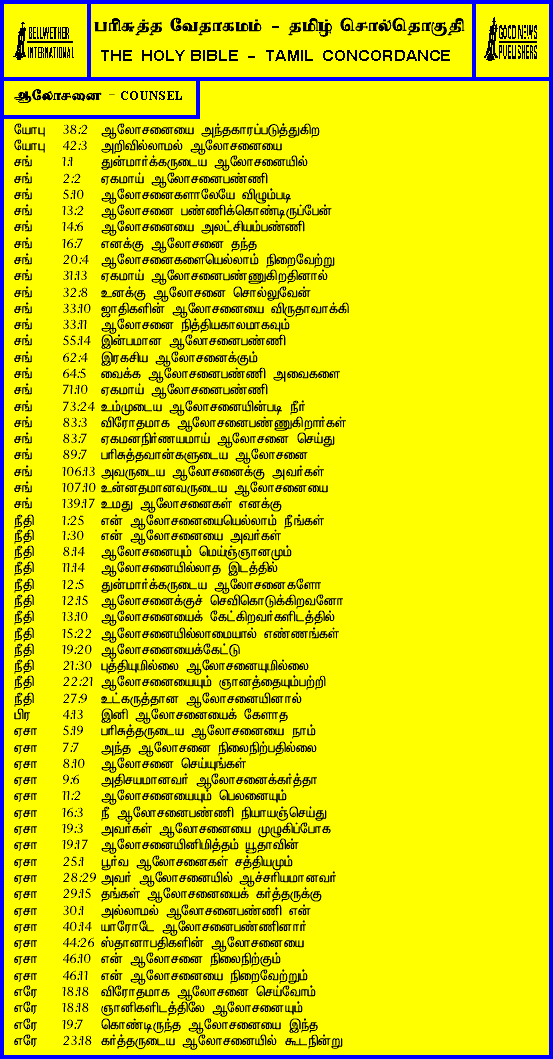 BELLWETHER
INTERNATIONAL
பரிசுத்த வேதாகமம் - தமிழ் சொல்தொகுதி
THE HOLY BIBLE - TAMIL CONCORDANCE
GOOD NEWS
PUBLISHERS
ஆலோசனை - COUNSEL
யோபு 38:2 ஆலோசனையை அந்தகாரப்படுத்துகிற
யோபு 42:3 அறிவில்லாமல் ஆலோசனையை
சங் 1:1 துன்மார்க்கருடைய ஆலோசனையில்
சங் 2:2 ஏகமாய் ஆலோசனைபண்ணி
சங் 5:10 ஆலோசனைகளாலேயே விழும்படி
சங் 13:2 ஆலோசனை பண்ணிக்கொண்டிருப்பேன்
சங் 14:6 ஆலோசனையை அலட்சியம்பண்ணி
சங் 16:7 எனக்கு ஆலோசனை தந்த
சங் 20:4 ஆலோசனைகளையெல்லாம் நிறைவேற்று
சங் 31:13 ஏகமாய் ஆலோசனைபண்ணுகிறதினால்
சங் 32:8 உனக்கு ஆலோசனை சொல்லுவேன்
சங் 33:10 ஜாதிகளின் ஆலோசனையை விருதாவாக்கி
சங் 33:11 ஆலோசனை நித்தியகாலமாகவும்
சங் 55:14 இன்பமான ஆலோசனைபண்ணி
சங் 62:4 இரகசிய ஆலோசனைக்கும்
சங் 64:5 வைக்க ஆலோசனைபண்ணி அவைகளை
சங் 71:10 ஏகமாய் ஆலோசனைபண்ணி
சங் 73:24 உம்முடைய ஆலோசனையின்படி நீர்
சங் 83:3 விரோதமாக ஆலோசனைபண்ணுகிறார்கள்
சங் 83:7 ஏகமனநிர்ணயமாய் ஆலோசனை செய்து
சங் 89:7 பரிசுத்தவான்களுடைய ஆலோசனை
சங் 106:13 அவருடைய ஆலோசனைக்கு அவர்கள்
சங் 107:10 உன்னதமானவருடைய ஆலோசனையை
சங் 139:17 உமது ஆலோசனைகள் எனக்கு
நீதி 1:25 என் ஆலோசனையையெல்லாம் நீங்கள்
நீதி 1:30 என் ஆலோசனையை அவர்கள்
நீதி 8:14 ஆலோசனையும் மெய்ஞ்ஞானமும்
நீதி 11:14 ஆலோசனையில்லாத இடத்தில்
நீதி 12:5 துன்மார்க்கருடைய ஆலோசனைகளோ
நீதி 12:15 ஆலோசனைக்குச் செவிகொடுக்கிறவனோ
நீதி 13:10 ஆலோசனையைக் கேட்கிறவர்களிடத்தில்
நீதி 15:22 ஆலோசனையில்லாமையால் எண்ணங்கள்
நீதி 19:20 ஆலோசனையைக்கேட்டு
நீதி 21:30 புத்தியுமில்லை ஆலோசனையுமில்லை
நீதி 22:21 ஆலோசனையையும் ஞானத்தையும்பற்றி
நீதி 27:9 உட்கருத்தான ஆலோசனையினால்
பிர 4:13 இனி ஆலோசனையைக் கேளாத
ஏசா 5:19 பரிசுத்தருடைய ஆலோசனையை நாம்
ஏசா 7:7 அந்த ஆலோசனை நிலைநிற்பதில்லை
ஏசா 8:10 ஆலோசனை செய்யுங்கள்
ஏசா 9:6 அதிசயமானவர் ஆலோசனைக்கர்த்தா
ஏசா 11:2 ஆலோசனையையும் பெலனையும்
ஏசா 16:3 நீ ஆலோசனைபண்ணி நியாயஞ்செய்து
ஏசா 19:3 அவர்கள் ஆலோசனையை முழுகிப்போக
ஏசா 19:17 ஆலோசனையினிமித்தம் யூதாவின்
ஏசா 25:1 பூர்வ ஆலோசனைகள் சத்தியமும்
ஏசா 28:29 அவர் ஆலோசனையில் ஆச்சரியமானவர்
ஏசா 29:15 தங்கள் ஆலோசனையைக் கர்த்தருக்கு
ஏசா 30:1 அல்லாமல் ஆலோசனைபண்ணி என்
ஏசா 40:14 யாரோடே ஆலோசனைபண்ணினார்
ஏசா 44:26 ஸ்தானாபதிகளின் ஆலோசனையை
ஏசா 46:10 என் ஆலோசனை நிலைநிற்கும்
ஏசா 46:11 என் ஆலோசனையை நிறைவேற்றும்
எரே 18:18 விரோதமாக ஆலோசனை செய்வோம்
எரே 18:18 ஞானிகளிடத்திலே ஆலோசனையும்
எரே 19:7 கொண்டிருந்த ஆலோசனையை இந்த
எரே 23:18 கர்த்தருடைய ஆலோசனையில் கூடநின்று